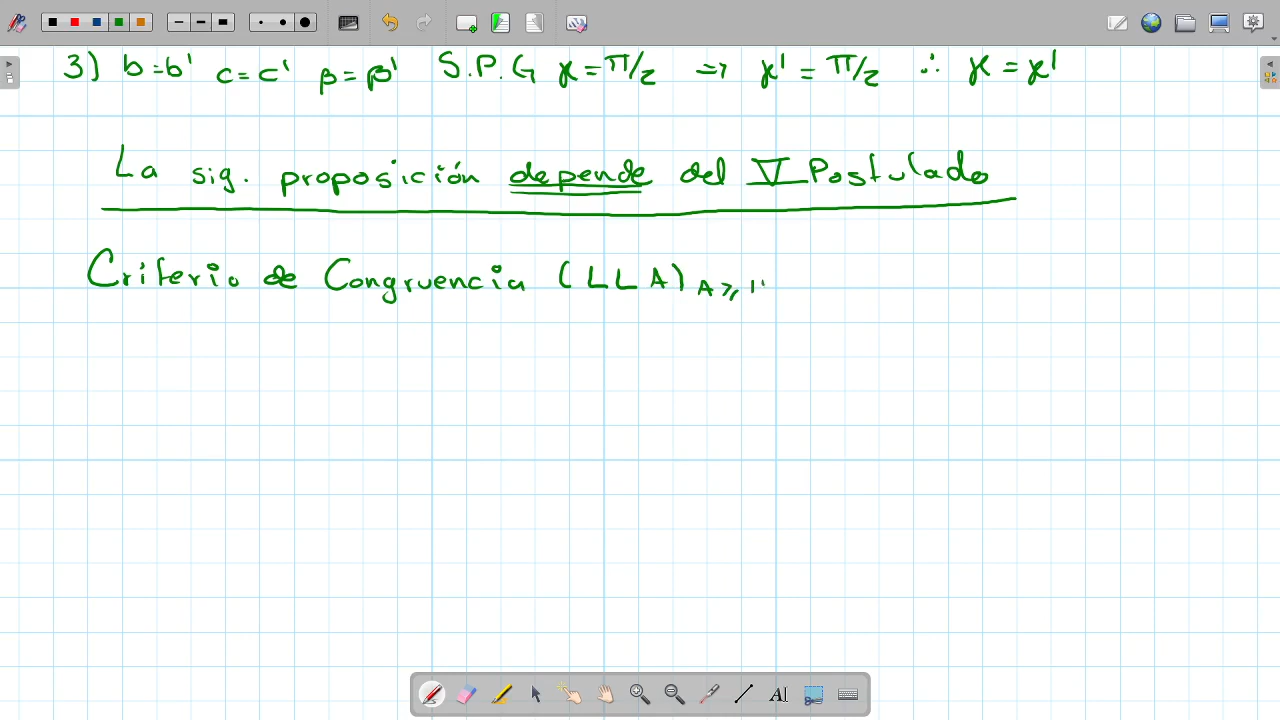 3) b=b' c=c' β=β' S.P.G γ=π/2 ⇒ γ'=π/2 ∴ γ=γ'
La sig. proposición depende del V Postulado
Criterio de Congruencia (LLA) A≥